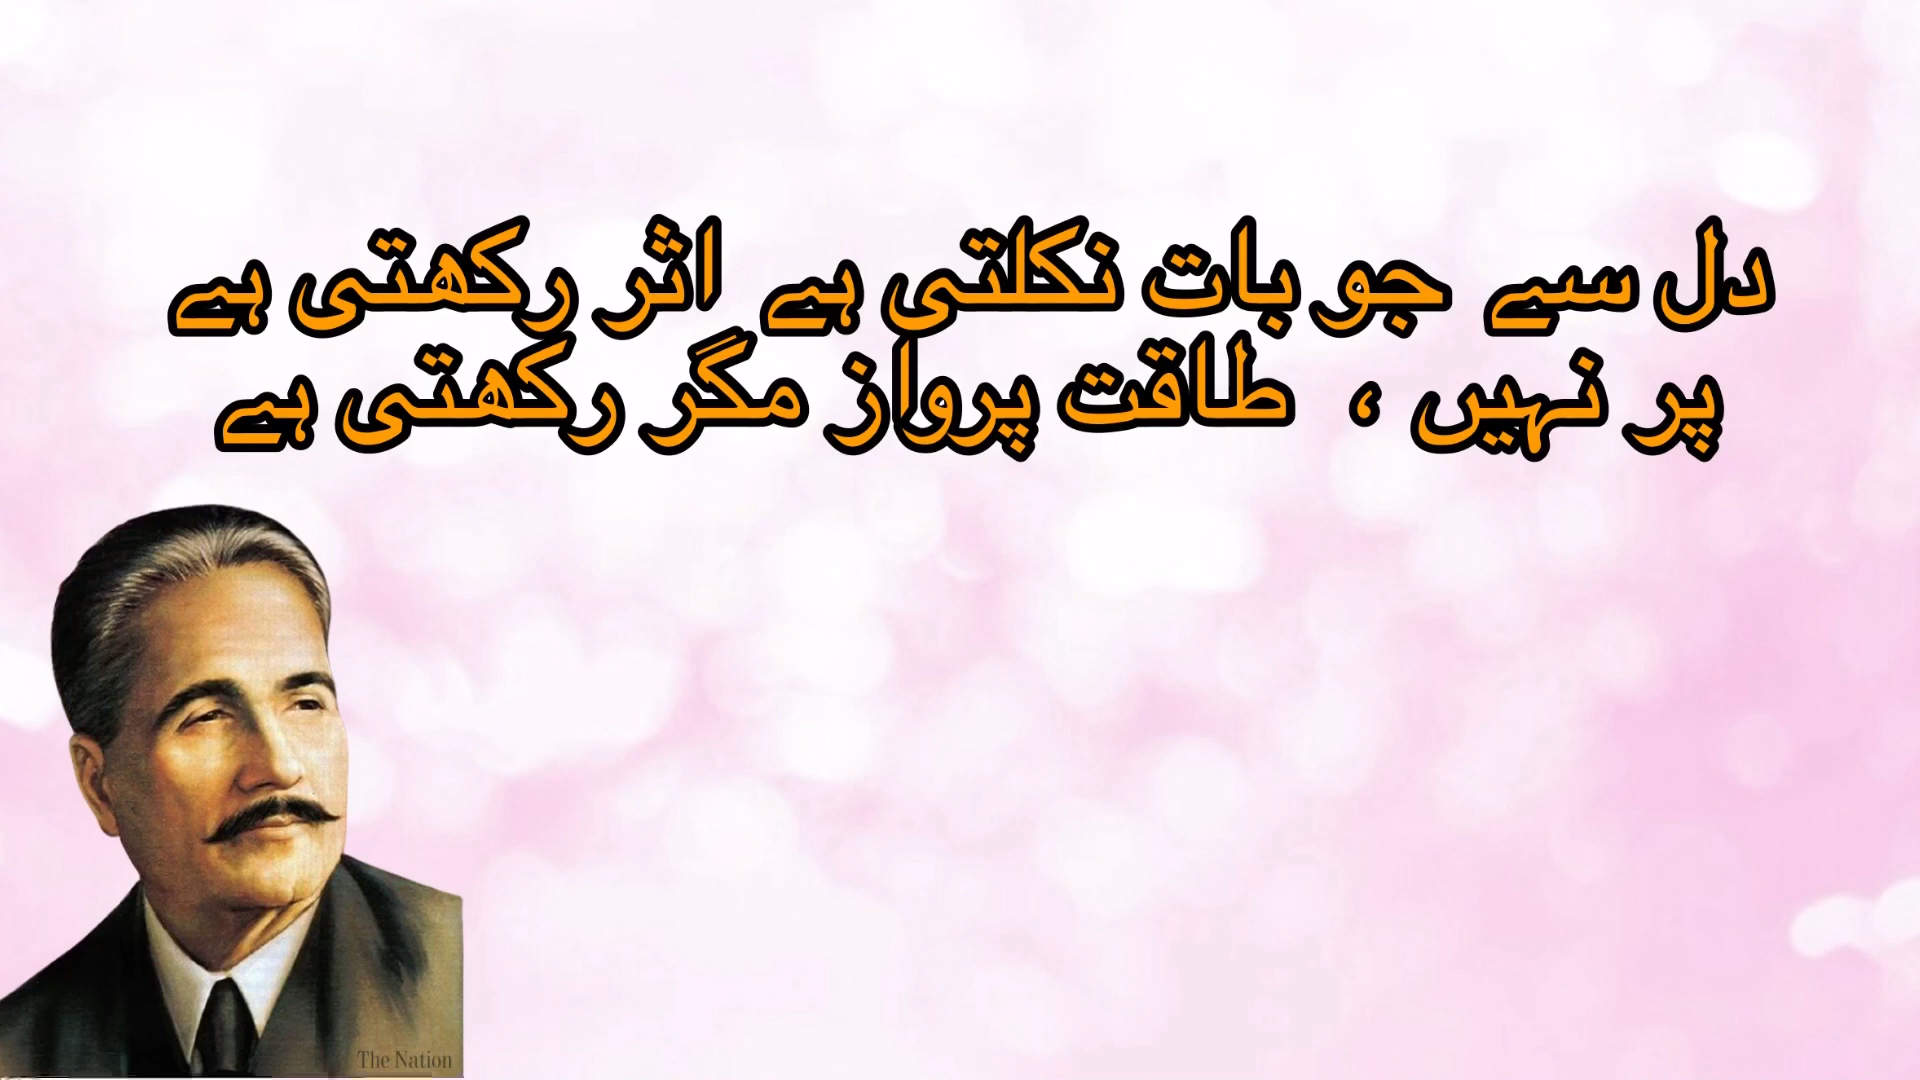 دل سے جو بات نکلتی ہے اثر رکھتی ہے
پر نہیں ، طاقت پرواز مگر رکھتی ہے
The Nation